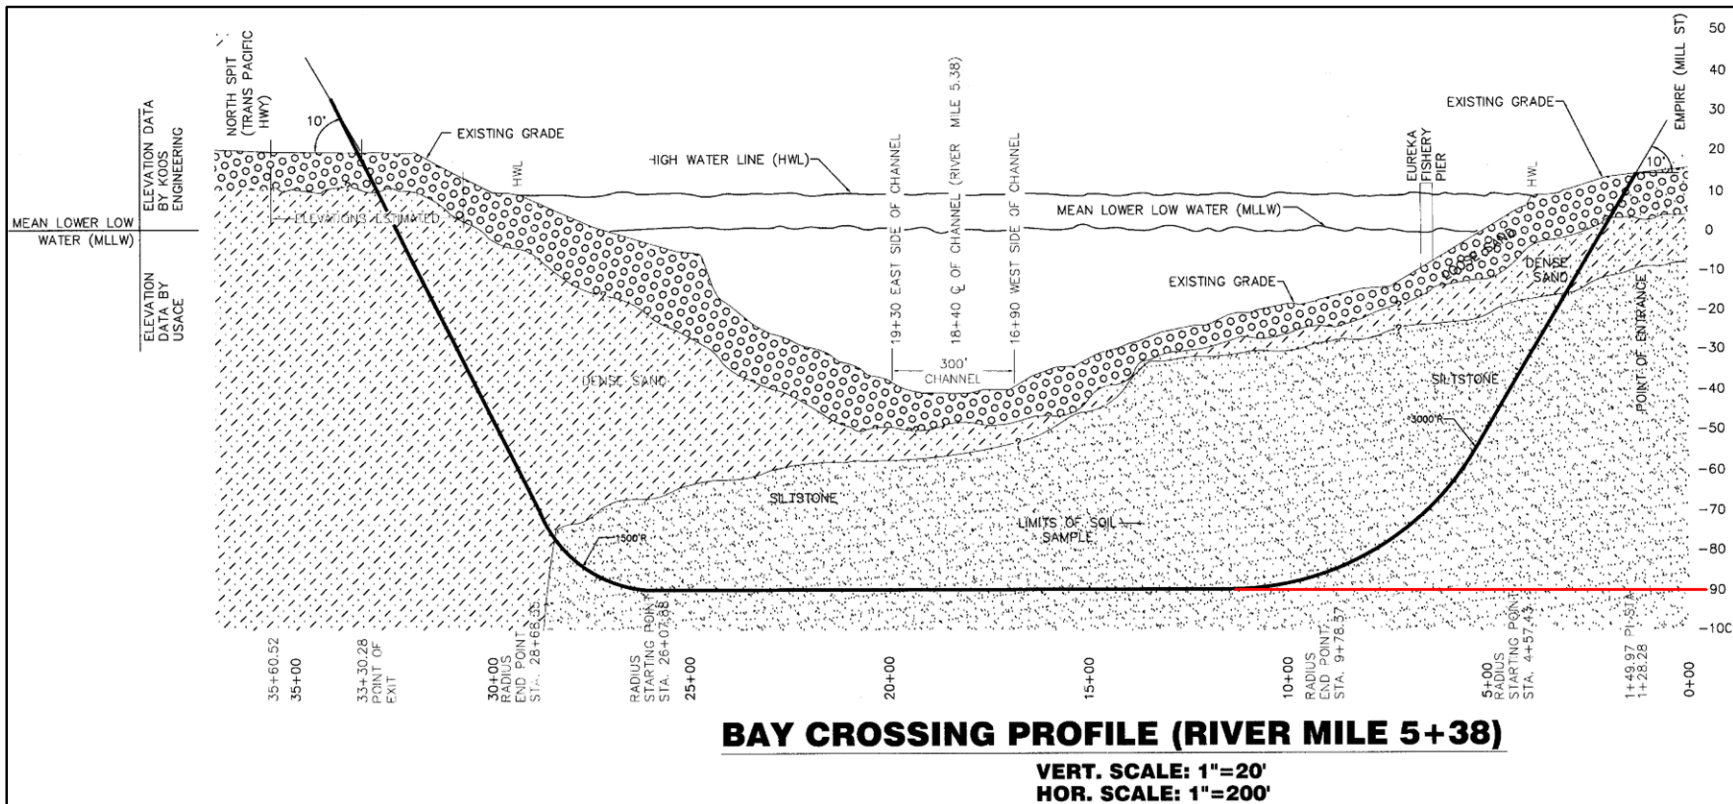 NORTH SPIT
(TRANS PACIFIC
HWY)
EMPIRE (MILL ST)
50
40
30
20
10
0
-10
-20
-30
-40
-50
-60
-70
-80
90
-100
ELEVATION DATA
BY KOOS
ENGINEERING
MEAN LOWER LOW
WATER (MLLW)
ELEVATION
DATA BY
USACE
10°
EXISTING GRADE
ELEVATIONS ESTIMATED
HWL
HIGH WATER LINE (HWL)
MEAN LOWER LOW WATER (MLLW)
19+30 EAST SIDE OF CHANNEL
18+40 ℄ OF CHANNEL (RIVER MILE 5.38)
16+90 WEST SIDE OF CHANNEL
300'
CHANNEL
EUREKA
FISHERY
PIER
EXISTING GRADE
HWL
10°
EXISTING GRADE
LOOSE SAND
DENSE
SAND
POINT OF ENTRANCE
DENSE SAND
SILTSTONE
3000'R
?
?
SILTSTONE
LIMITS OF SOIL
SAMPLE
1500'R
35+60.52
35+00
33+30.28
POINT OF
EXIT
30+00
RADIUS
END POINT
RADIUS
STARTING POINT
STA. 26+07.88
25+00
20+00
15+00
10+00
RADIUS
END POINT
STA. 9+78.37
5+00
RADIUS
STARTING POINT
STA. 4+57.43
1+49.97 PI-STA
1+28.28
0+00
BAY CROSSING PROFILE (RIVER MILE 5+38)
VERT. SCALE: 1"=20'
HOR. SCALE: 1"=200'